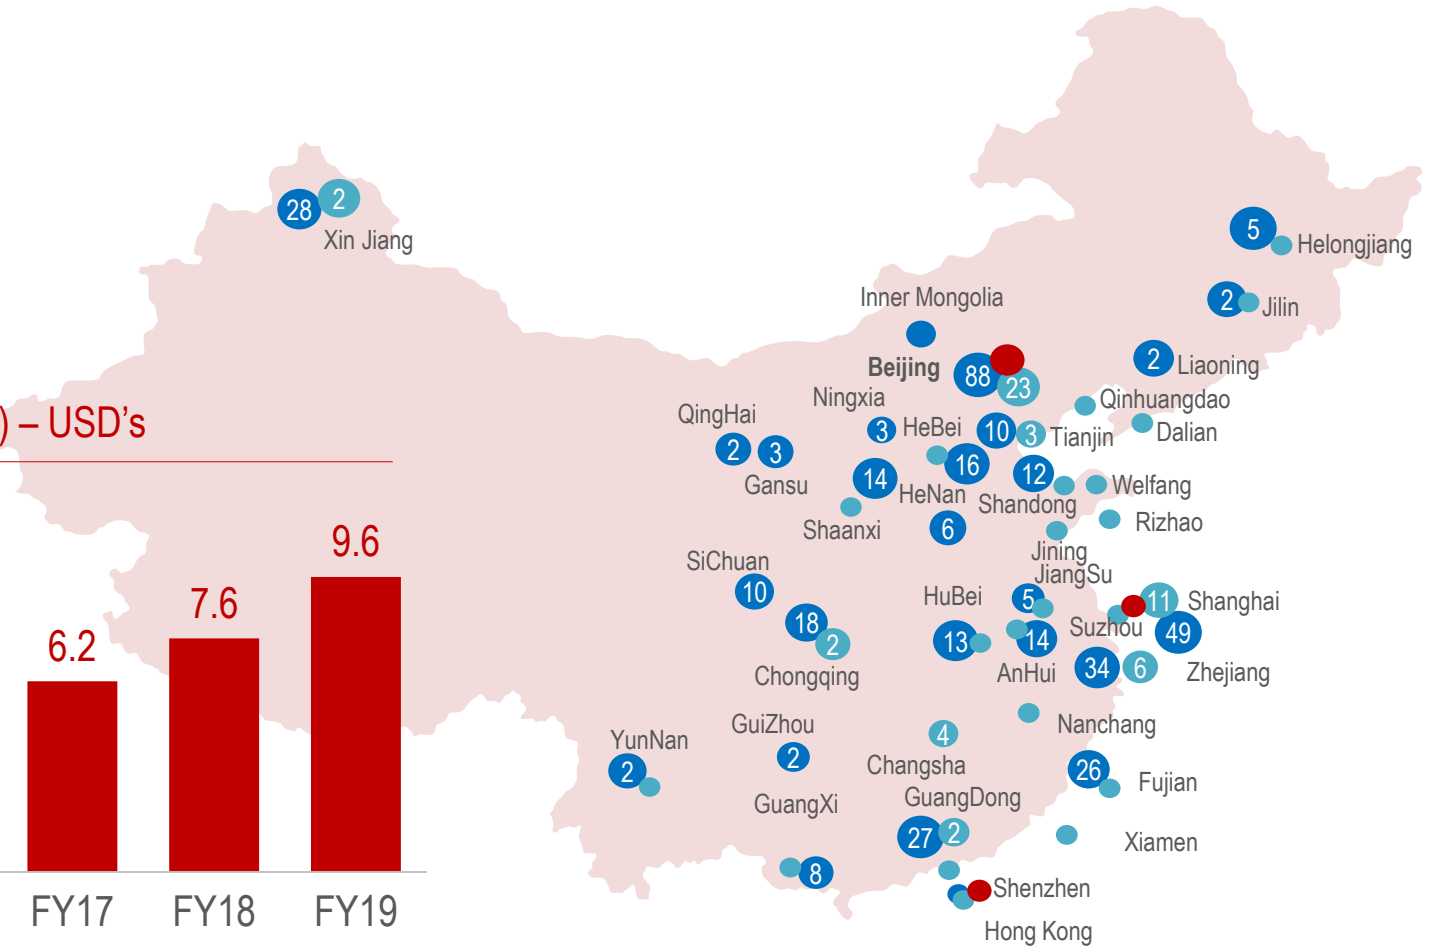 28
2
Xin Jiang
5
Helongjiang
Inner Mongolia
2
Jilin
Beijing
88
23
2
Liaoning
Ningxia
Qinhuangdao
) – USD's
QingHai
3
HeBei
10
3
Tianjin
Dalian
2
3
Gansu
14
16
12
Welfang
HeNan
Shandong
Shaanxi
6
Rizhao
9.6
Jining
SiChuan
JiangSu
7.6
10
HuBei
5
11
Shanghai
6.2
18
2
13
14
Suzhou
49
Chongqing
AnHui
34
6
Zhejiang
GuiZhou
Nanchang
YunNan
4
2
2
Changsha
26
Fujian
GuangXi
GuangDong
27
2
Xiamen
8
Shenzhen
FY17
FY18
FY19
Hong Kong